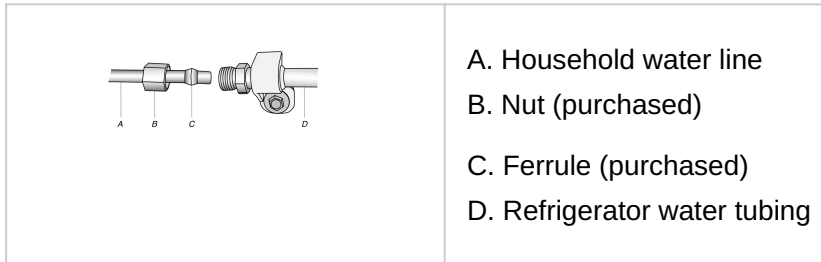 A B C D
A. Household water line
B. Nut (purchased)
C. Ferrule (purchased)
D. Refrigerator water tubing